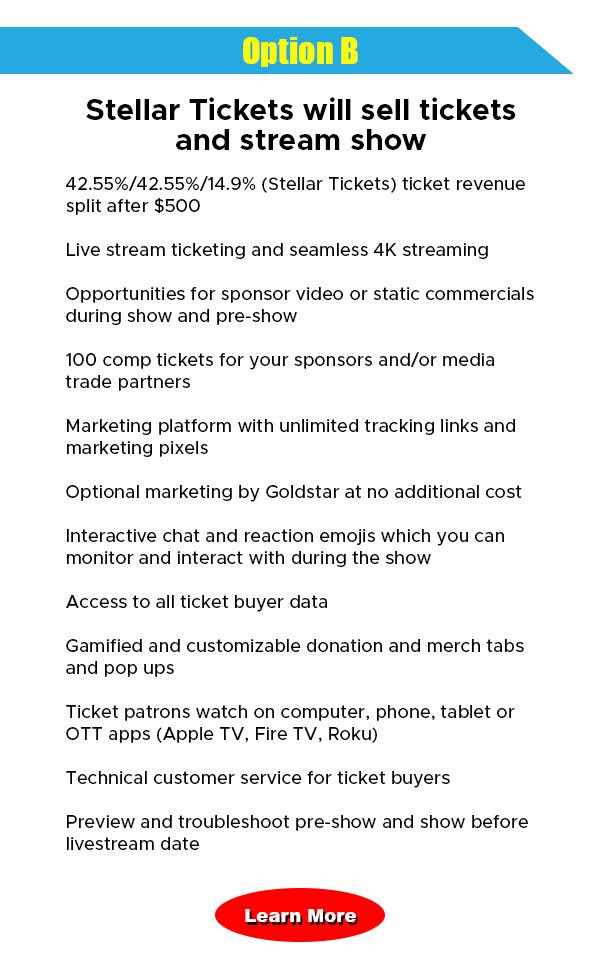 Option B
Stellar Tickets will sell tickets
and stream show
42.55%/42.55%/14.9% (Stellar Tickets) ticket revenue
split after $500
Live stream ticketing and seamless 4K streaming
Opportunities for sponsor video or static commercials
during show and pre-show
100 comp tickets for your sponsors and/or media
trade partners
Marketing platform with unlimited tracking links and
marketing pixels
Optional marketing by Goldstar at no additional cost
Interactive chat and reaction emojis which you can
monitor and interact with during the show
Access to all ticket buyer data
Gamified and customizable donation and merch tabs
and pop ups
Ticket patrons watch on computer, phone, tablet or
OTT apps (Apple TV, Fire TV, Roku)
Technical customer service for ticket buyers
Preview and troubleshoot pre-show and show before
livestream date
Learn More